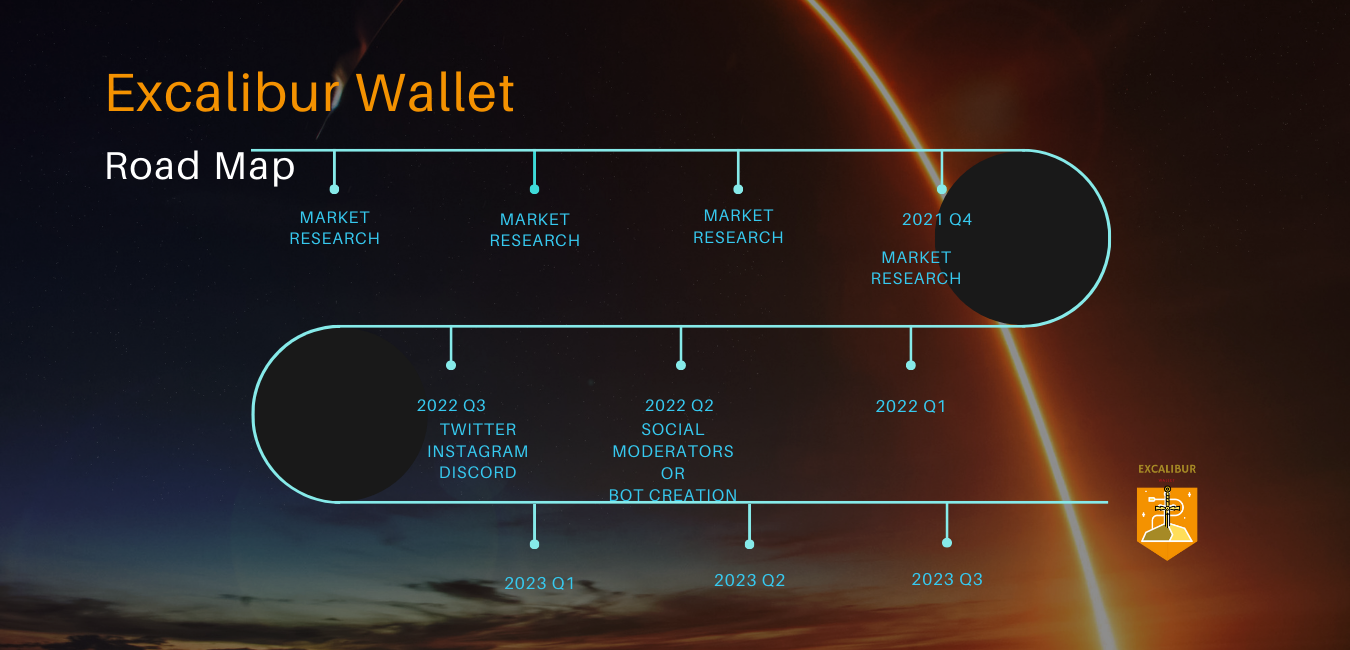 Excalibur Wallet
Road Map
MARKET
RESEARCH
MARKET
RESEARCH
MARKET
RESEARCH
2021 Q4
MARKET
RESEARCH
2022 Q3
TWITTER
INSTAGRAM
DISCORD
2022 Q2
SOCIAL
MODERATORS
OR
BOT CREATION
2022 Q1
EXCALIBUR
2023 Q1
2023 Q2
2023 Q3